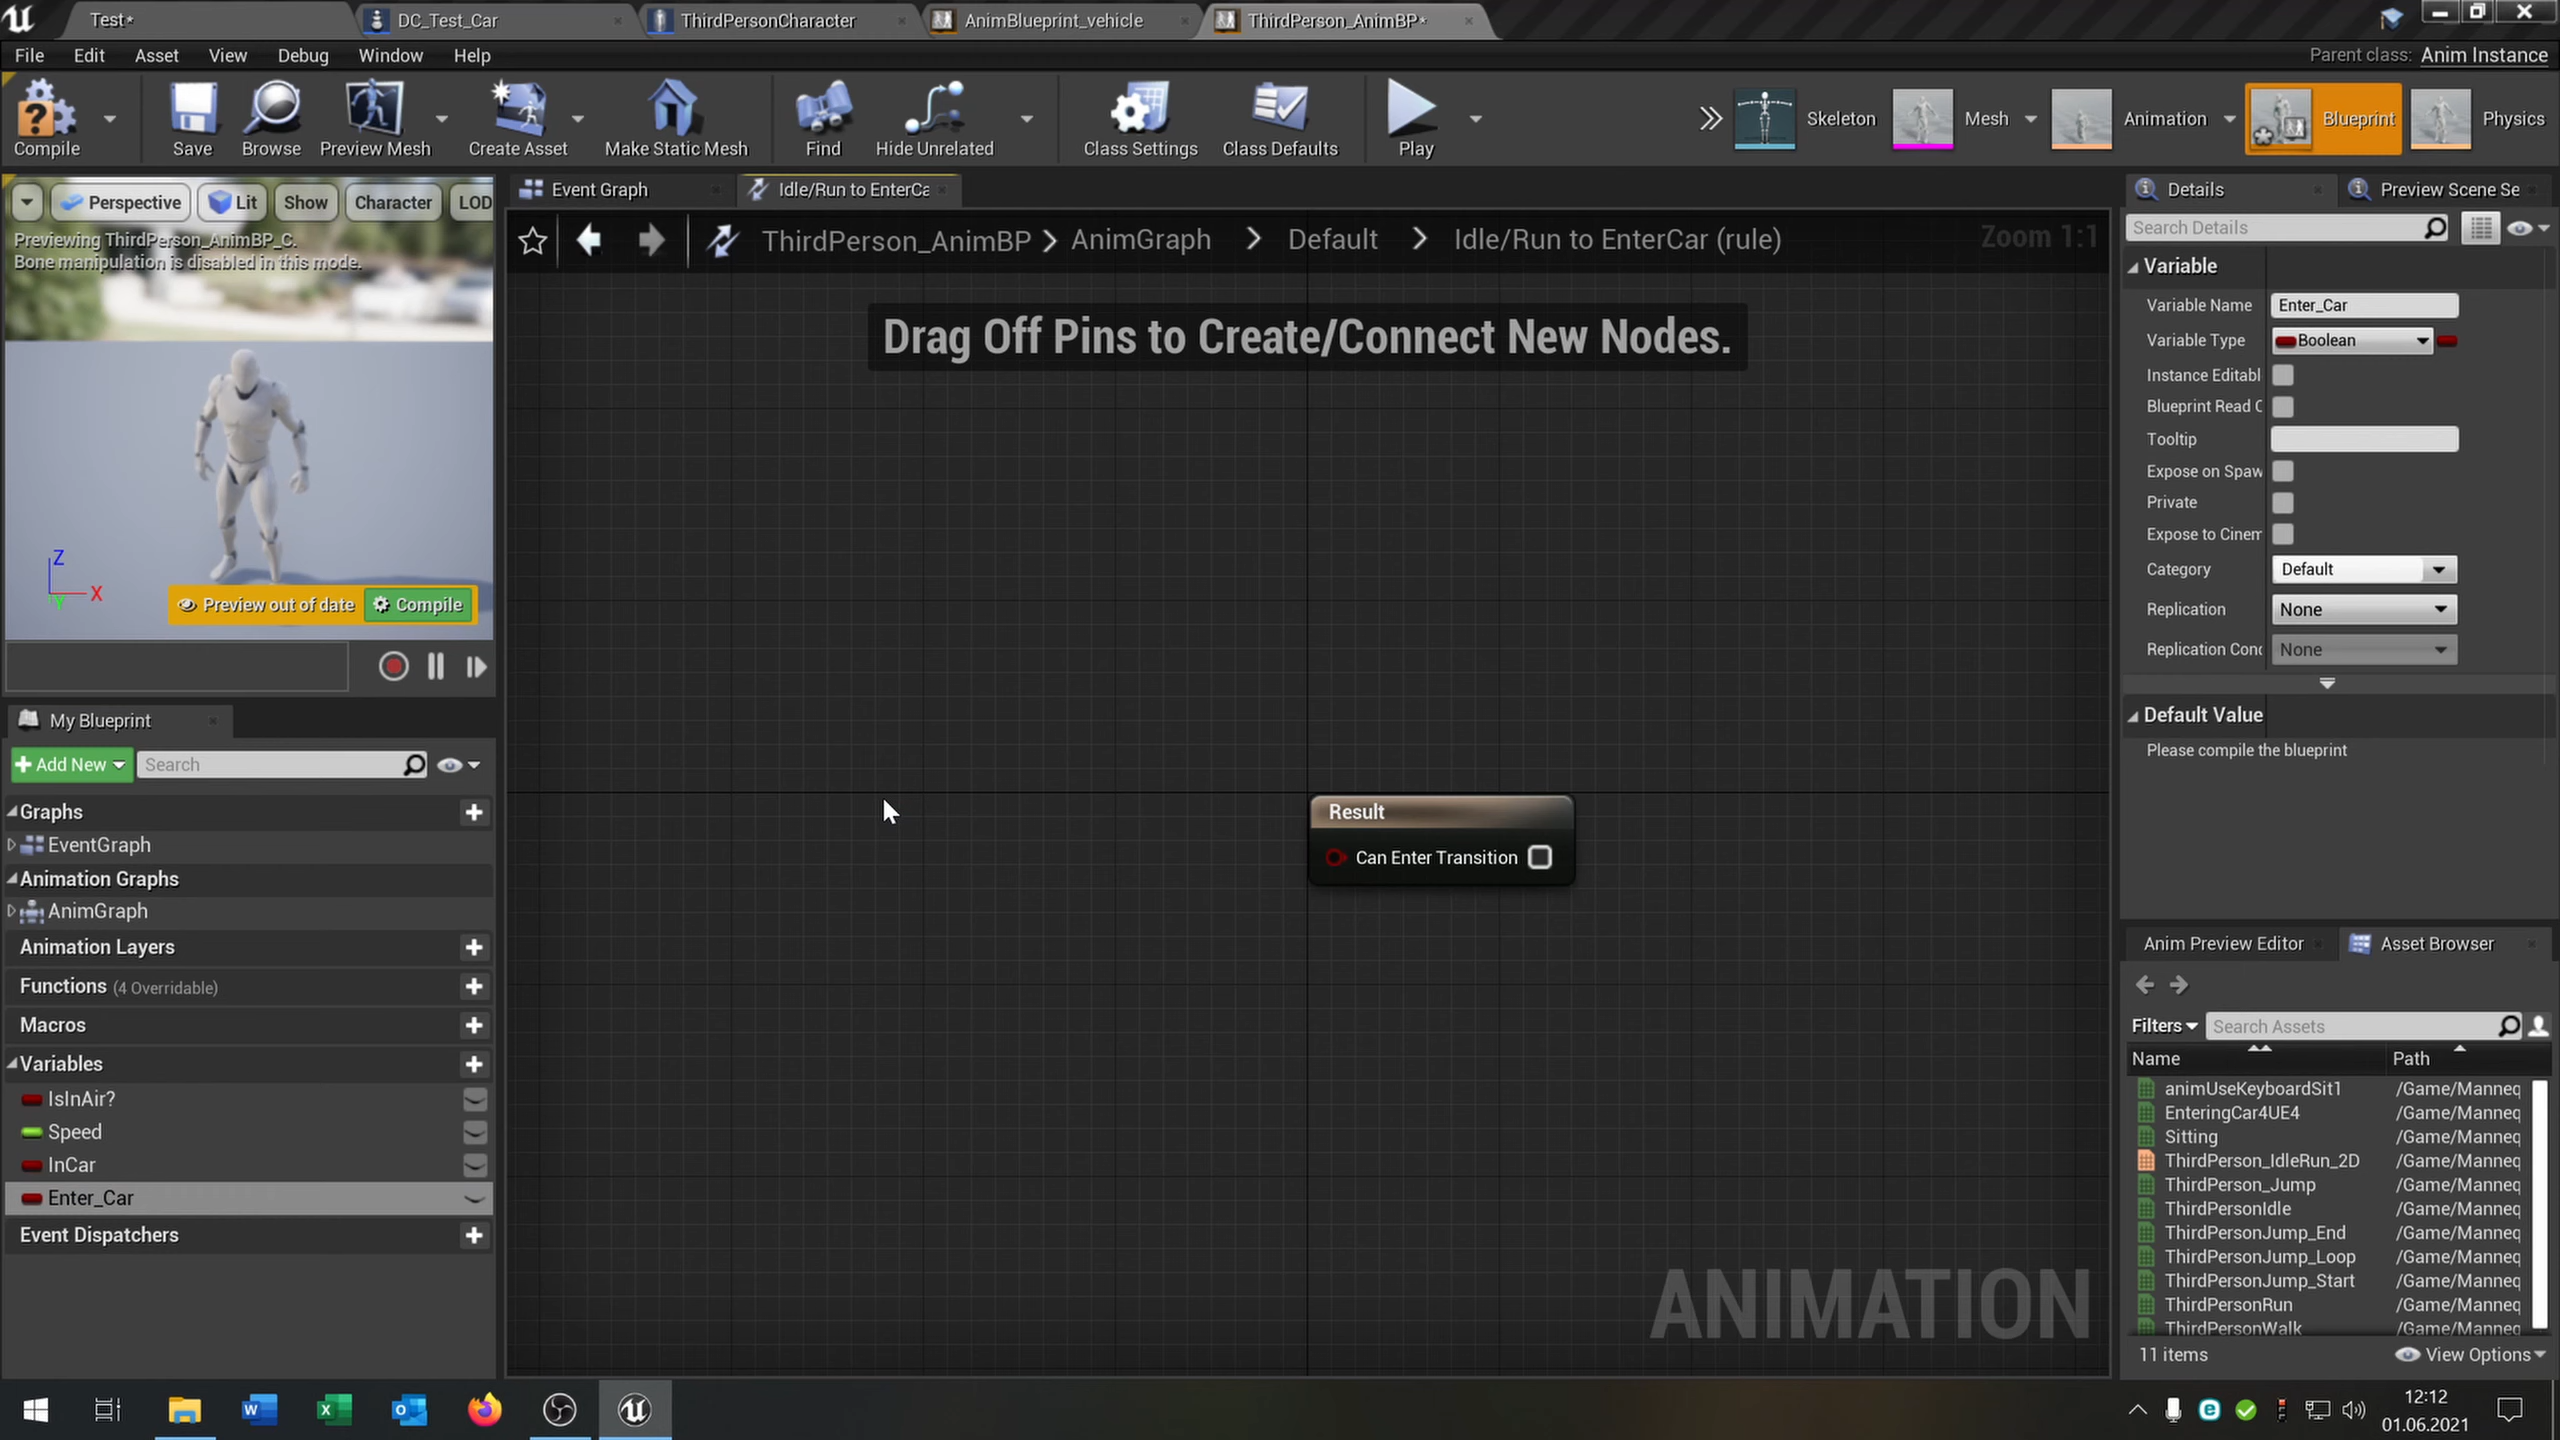 Test*
DC_Test_Car
ThirdPersonCharacter
AnimBlueprint_vehicle
ThirdPerson_AnimBP*
File Edit Asset View Debug Window Help
Parent class: Anim Instance
Compile
Save
Browse
Preview Mesh
Create Asset
Make Static Mesh
Find
Hide Unrelated
Class Settings
Class Defaults
Play
Skeleton
Mesh
Animation
Blueprint
Physics
Perspective
Lit
Show
Character
LOD
Previewing ThirdPerson_AnimBP_C.
Bone manipulation is disabled in this mode.
Z
X
Y
Preview out of date
Compile
My Blueprint
Add New
Search
Graphs
EventGraph
Animation Graphs
AnimGraph
Animation Layers
Functions (4 Overridable)
Macros
Variables
IsInAir?
Speed
InCar
Enter_Car
Event Dispatchers
Event Graph
Idle/Run to EnterCa
ThirdPerson_AnimBP > AnimGraph > Default > Idle/Run to EnterCar (rule)
Zoom 1:1
Drag Off Pins to Create/Connect New Nodes.
Result
Can Enter Transition
ANIMATION
Details
Preview Scene Se
Search Details
Variable
Variable Name Enter_Car
Variable Type Boolean
Instance Editabl
Blueprint Read C
Tooltip
Expose on Spaw
Private
Expose to Cinem
Category Default
Replication None
Replication Conc None
Default Value
Please compile the blueprint
Anim Preview Editor
Asset Browser
Filters
Search Assets
Name Path
animUseKeyboardSit1 /Game/Manneq
EnteringCar4UE4 /Game/Manneq
Sitting /Game/Manneq
ThirdPerson_IdleRun_2D /Game/Manneq
ThirdPerson_Jump /Game/Manneq
ThirdPersonIdle /Game/Manneq
ThirdPersonJump_End /Game/Manneq
ThirdPersonJump_Loop /Game/Manneq
ThirdPersonJump_Start /Game/Manneq
ThirdPersonRun /Game/Manneq
ThirdPersonWalk /Game/Manneq
11 items
View Options
12:12
01.06.2021